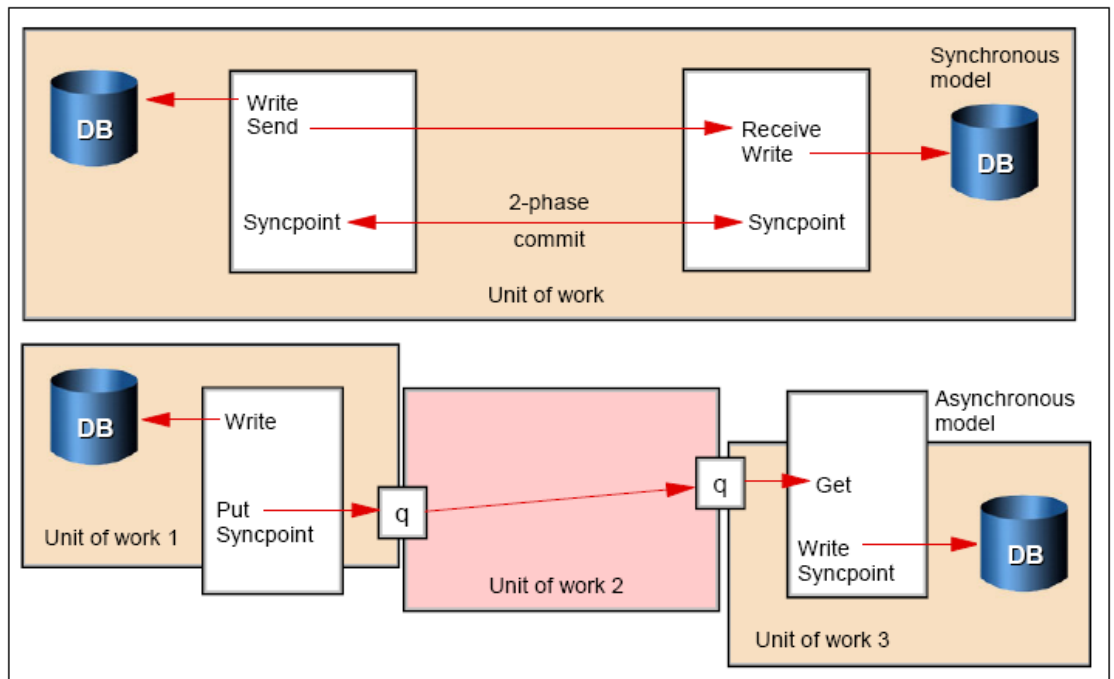 Synchronous
model
DB
Write
Send
Receive
Write
DB
Syncpoint
2-phase
commit
Syncpoint
Unit of work
Asynchronous
model
DB
Write
Put
Syncpoint
q
q
Get
Write
Syncpoint
DB
Unit of work 1
Unit of work 2
Unit of work 3